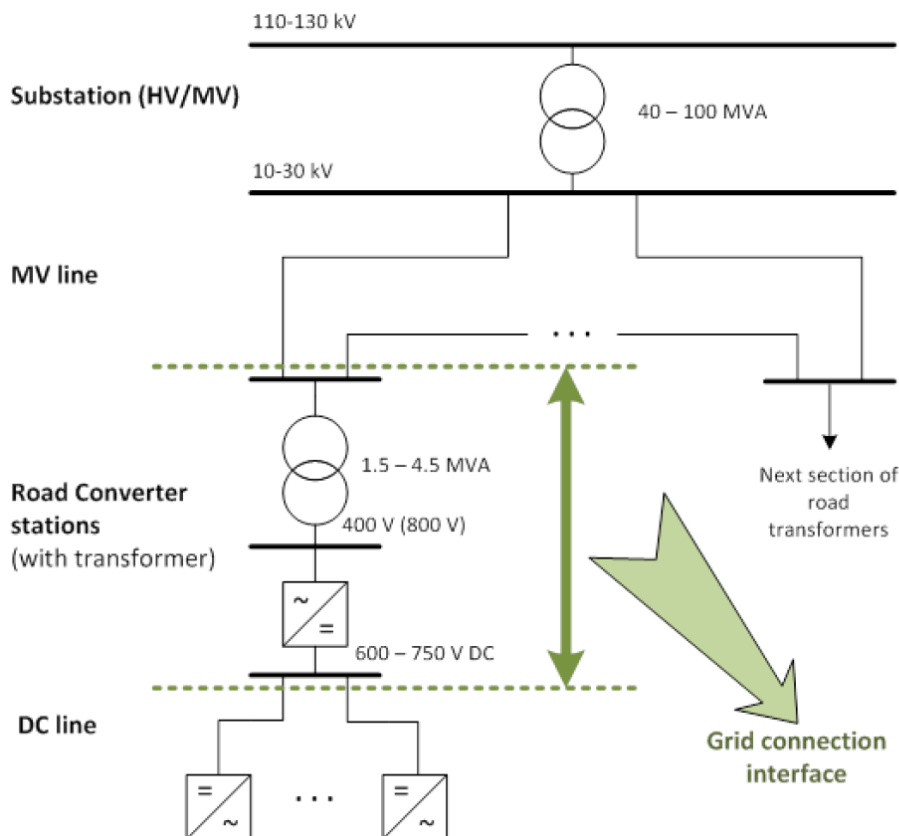 110-130 kV
Substation (HV/MV)
40 – 100 MVA
10-30 kV
MV line
...
1.5 – 4.5 MVA
Next section of
road
transformers
Road Converter
stations
(with transformer)
400 V (800 V)
~
=
600 – 750 V DC
DC line
Grid connection
interface
=
~
...
=
~